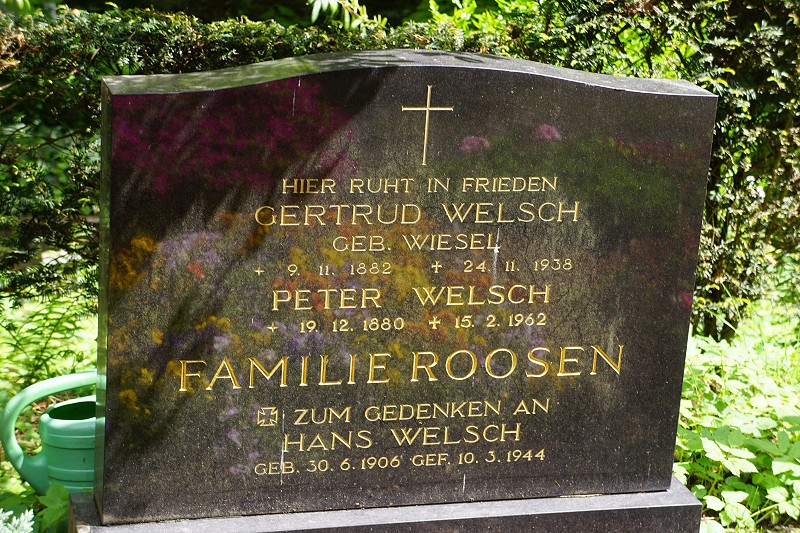 HIER RUHT IN FRIEDEN
GERTRUD WELSCH
GEB. WIESEL
+ 9. 11. 1882 + 24. 11. 1938
PETER WELSCH
+ 19. 12. 1880 + 15. 2. 1962
FAMILIE ROOSEN
ZUM GEDENKEN AN
HANS WELSCH
GEB. 30. 6. 1906 GEF. 10. 3. 1944